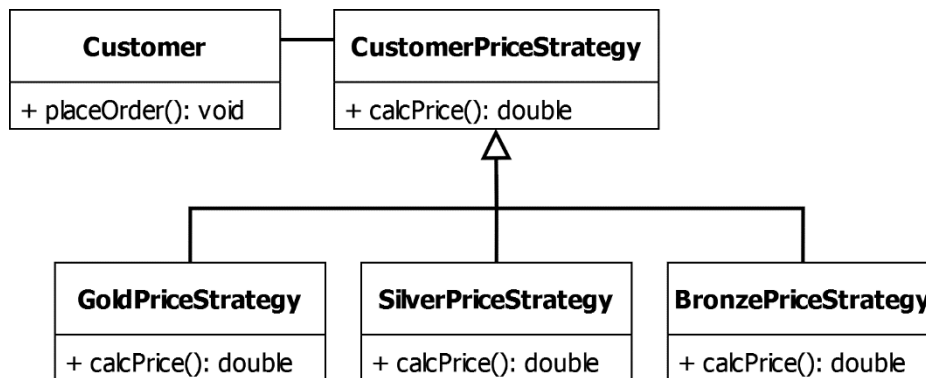 Customer
+ placeOrder(): void
CustomerPriceStrategy
+ calcPrice(): double
GoldPriceStrategy
+ calcPrice(): double
SilverPriceStrategy
+ calcPrice(): double
BronzePriceStrategy
+ calcPrice(): double